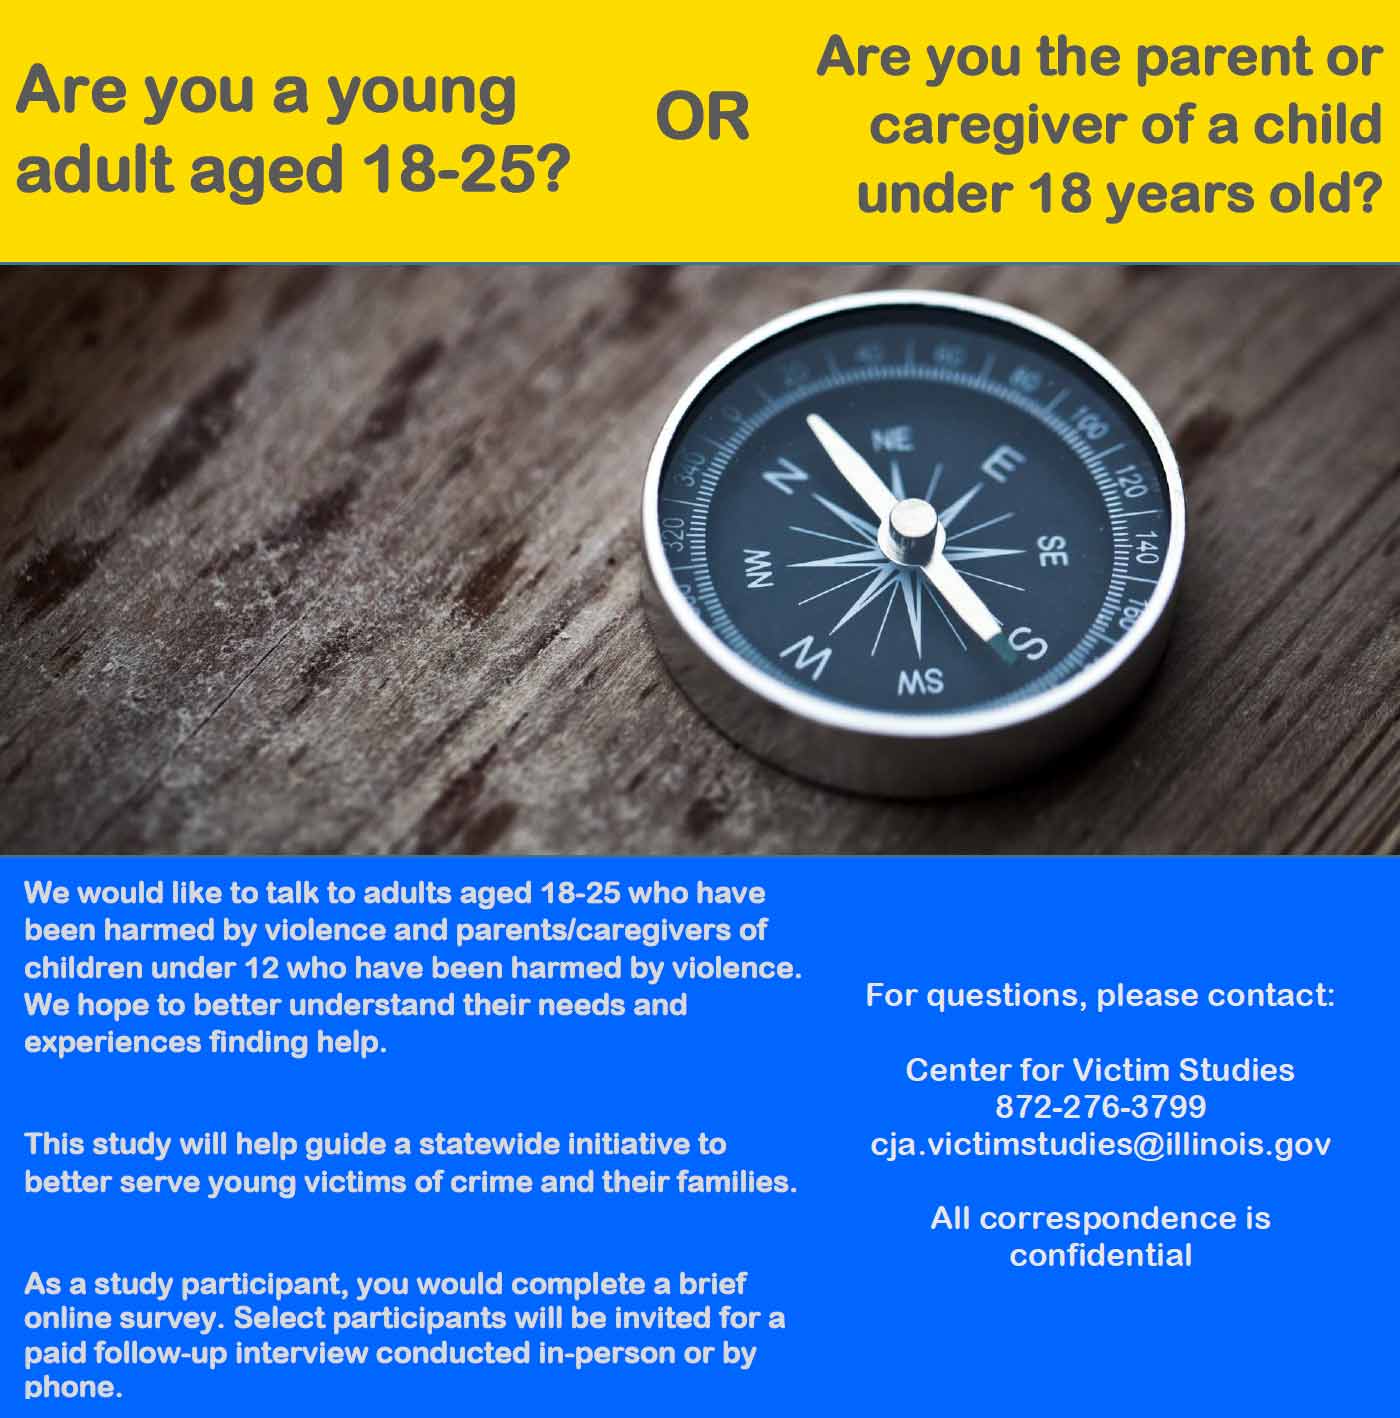 Are you a young
adult aged 18-25?
OR
Are you the parent or
caregiver of a child
under 18 years old?
0
20
40
60
80
100
120
140
160
320
340
N
NE
E
SE
S
SW
W
NW
We would like to talk to adults aged 18-25 who have
been harmed by violence and parents/caregivers of
children under 12 who have been harmed by violence.
We hope to better understand their needs and
experiences finding help.
This study will help guide a statewide initiative to
better serve young victims of crime and their families.
As a study participant, you would complete a brief
online survey. Select participants will be invited for a
paid follow-up interview conducted in-person or by
phone.
For questions, please contact:
Center for Victim Studies
872-276-3799
cja.victimstudies@illinois.gov
All correspondence is
confidential